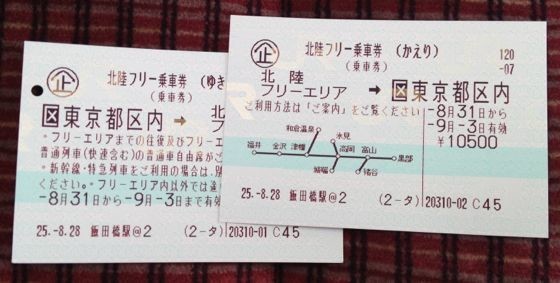 企
北陸フリー乗車券 (ゆき
(乗車券)
区東京都区内 → 北
フ
*フリーエリアまでの往復及びフリーエ
普通列車(快速含む)の普通車自由席がご
*新幹線・特急列車をご利用の場合は、別
ください。*フリーエリア内以外では途
-8月31日から -9月-3日まで有効
25.-8.28 飯田橋駅@2 (2-タ) 20310-01 C45
企
北陸フリー乗車券 (かえり)
(乗車券)
120
-07
北 陸
フリーエリア → 区東京都区内
ご利用方法は「ご案内」をご覧ください
-8月31日から
-9月-3日有効
¥10500
和倉温泉
氷見
福井 金沢 津幡 高岡 富山 黒部
城端 猪谷
25.-8.28 飯田橋駅@2 (2-タ) 20310-02 C45